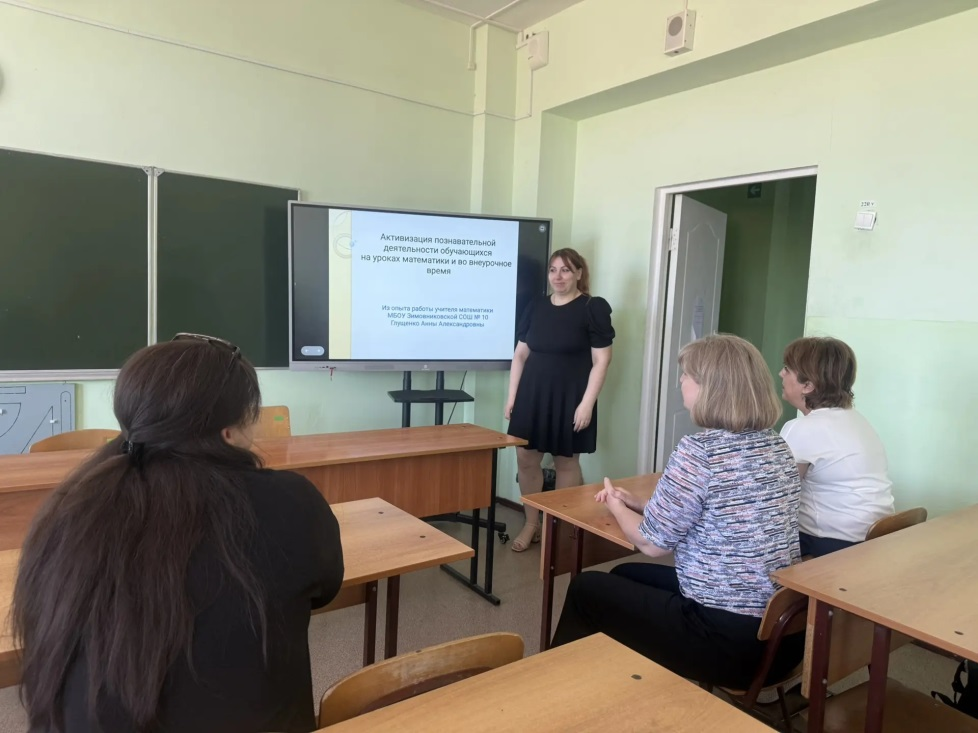 Активизация познавательной
деятельности обучающихся
на уроках математики и во внеурочное
время
Из опыта работы учителя математики
МБОУ Зимовниковской СОШ № 10
Глущенко Анны Александровны